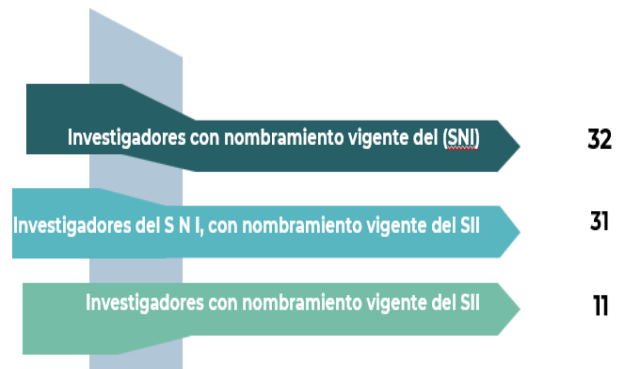 Investigadores con nombramiento vigente del (SNI) 32
Investigadores del S N I, con nombramiento vigente del SII 31
Investigadores con nombramiento vigente del SII 11